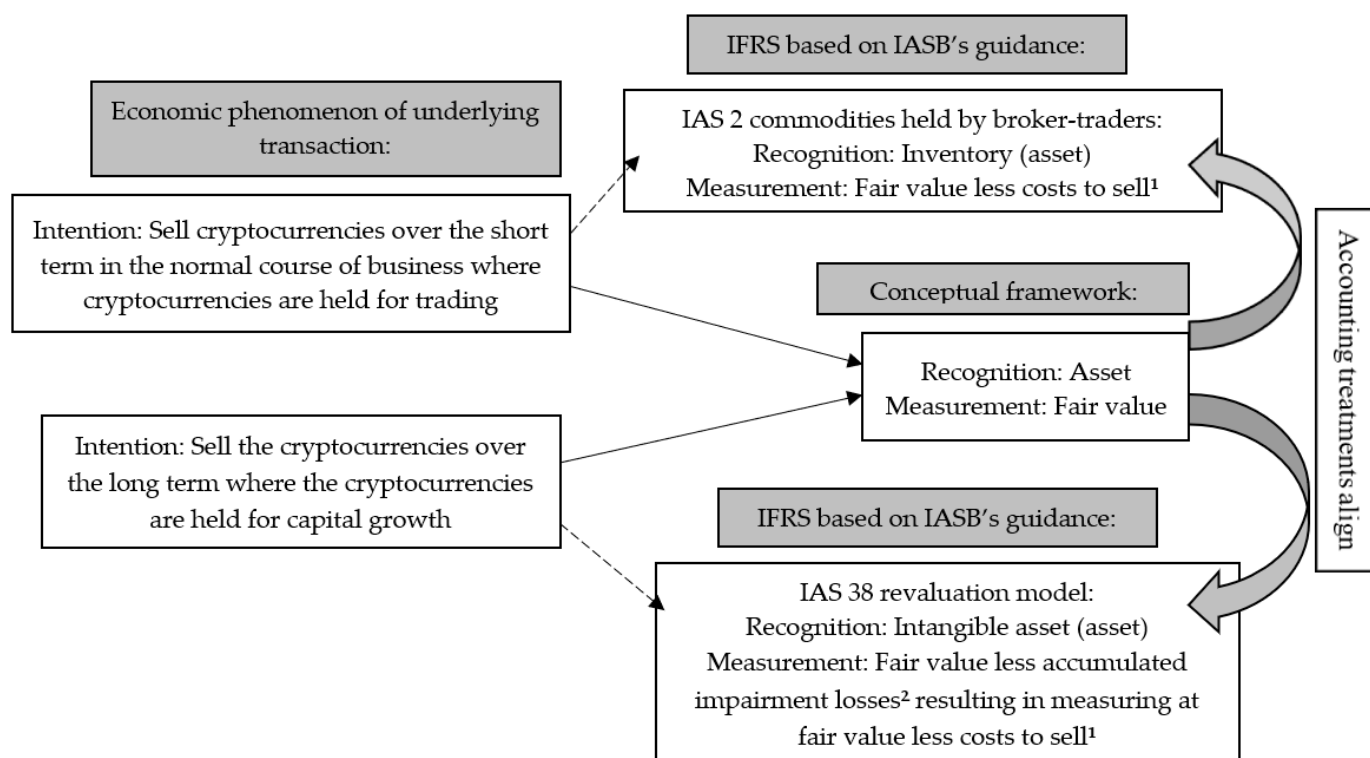 IFRS based on IASB’s guidance:
Economic phenomenon of underlying
transaction:
IAS 2 commodities held by broker-traders:
Recognition: Inventory (asset)
Measurement: Fair value less costs to sell¹
Intention: Sell cryptocurrencies over the short
term in the normal course of business where
cryptocurrencies are held for trading
Conceptual framework:
Recognition: Asset
Measurement: Fair value
Accounting treatments align
Intention: Sell the cryptocurrencies over
the long term where the cryptocurrencies
are held for capital growth
IFRS based on IASB’s guidance:
IAS 38 revaluation model:
Recognition: Intangible asset (asset)
Measurement: Fair value less accumulated
impairment losses² resulting in measuring at
fair value less costs to sell¹